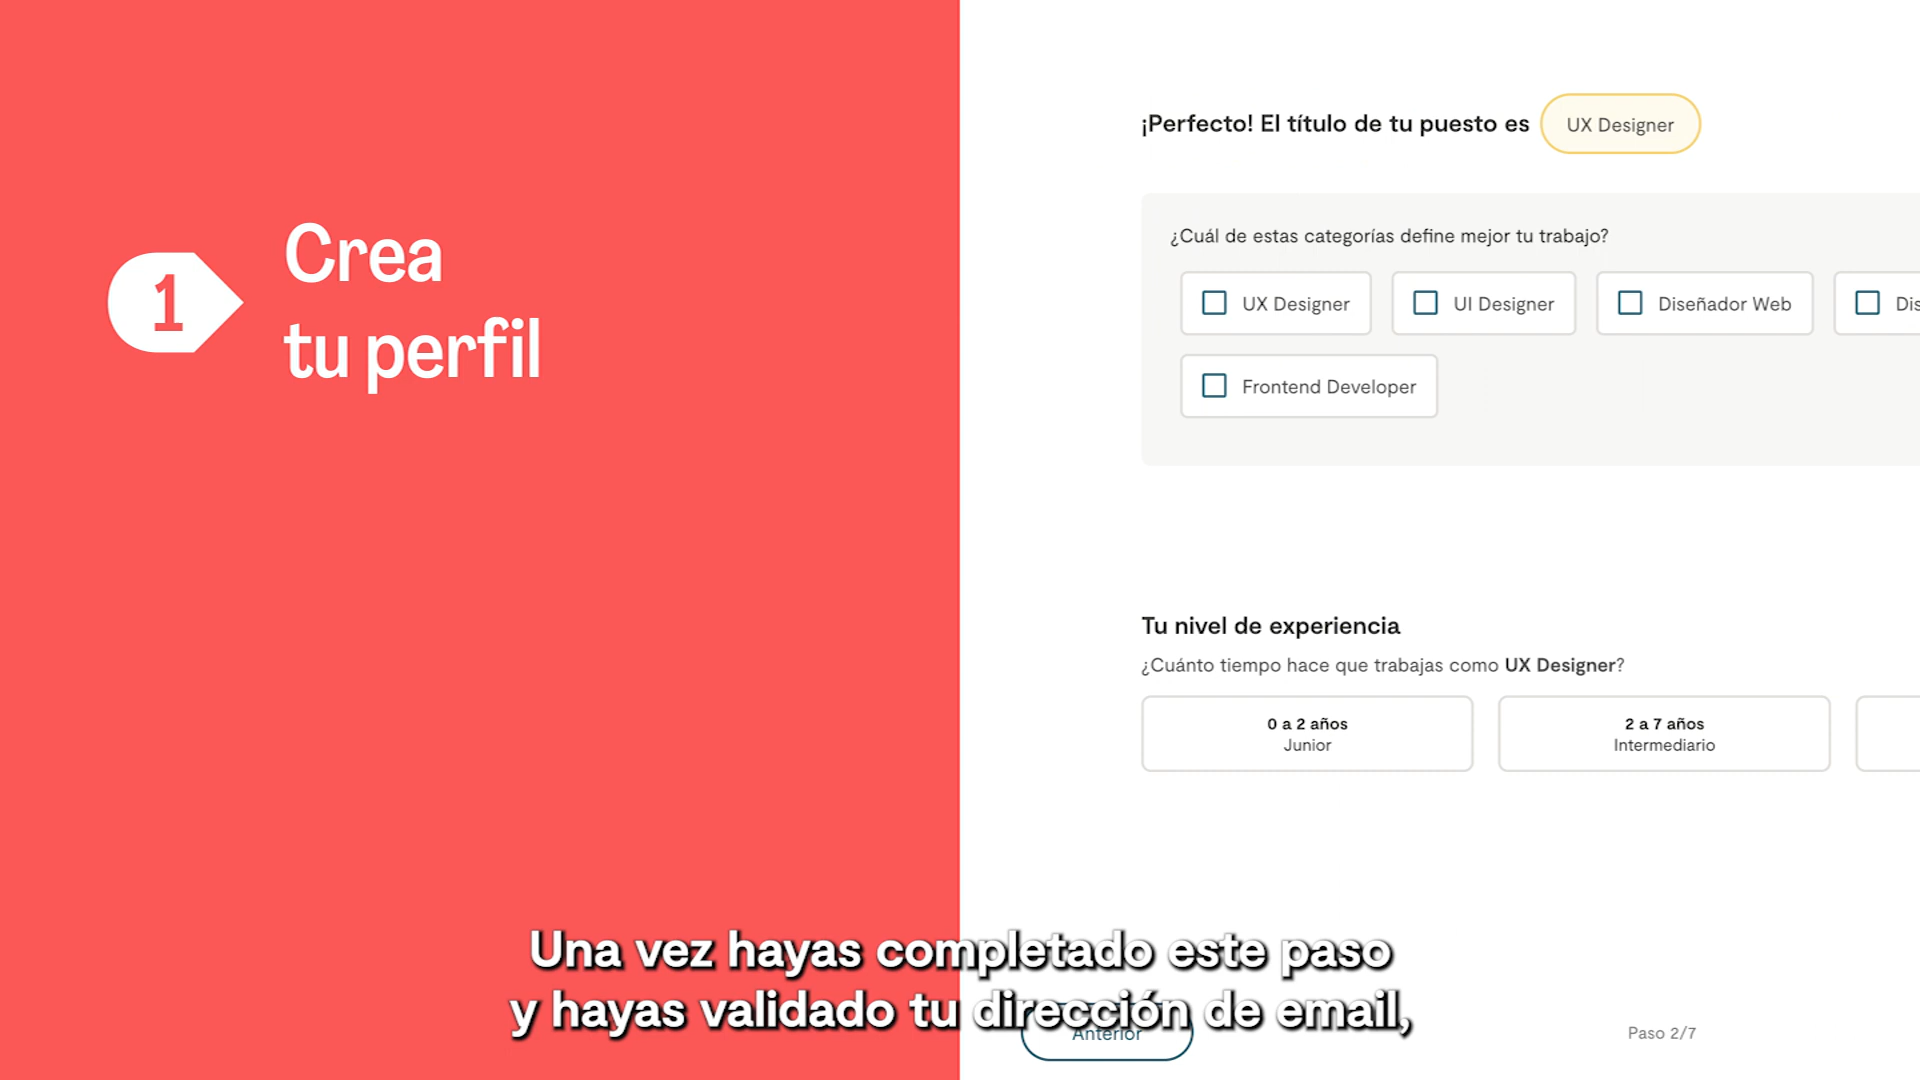 1
Crea
tu perfil
¡Perfecto! El título de tu puesto es UX Designer
¿Cuál de estas categorías define mejor tu trabajo?
UX Designer UI Designer Diseñador Web
Frontend Developer
Tu nivel de experiencia
¿Cuánto tiempo hace que trabajas como UX Designer?
0 a 2 años 2 a 7 años
Junior Intermediario
Una vez hayas completado este paso
y hayas validado tu dirección de email,
Anterior Paso 2/7